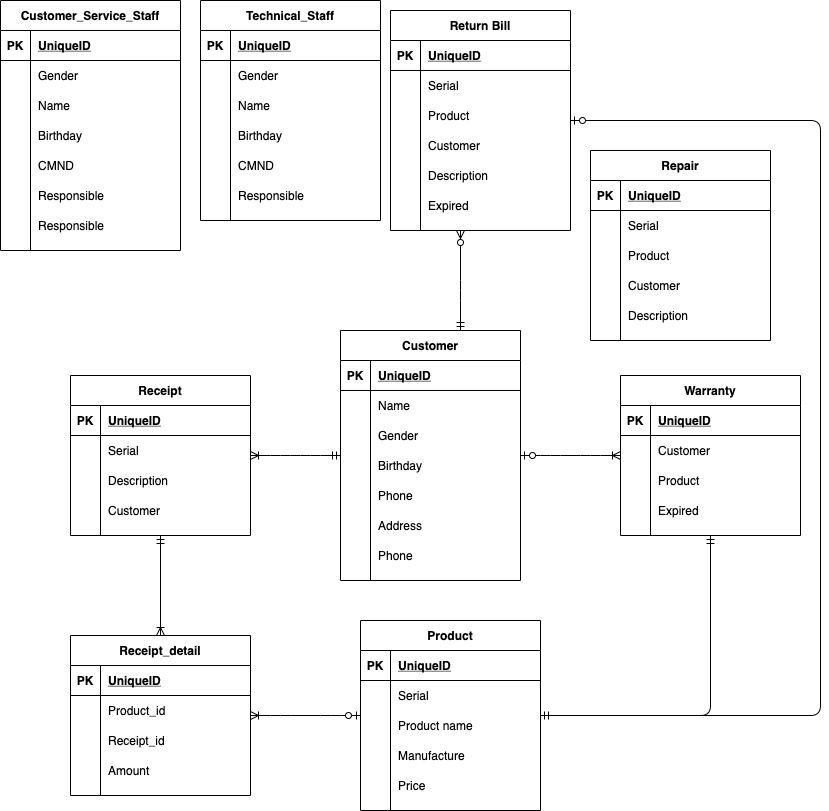 Customer_Service_Staff
PK UniqueID
Gender
Name
Birthday
CMND
Responsible
Responsible
Technical_Staff
PK UniqueID
Gender
Name
Birthday
CMND
Responsible
Return Bill
PK UniqueID
Serial
Product
Customer
Description
Expired
Repair
PK UniqueID
Serial
Product
Customer
Description
Customer
PK UniqueID
Name
Gender
Birthday
Phone
Address
Phone
Receipt
PK UniqueID
Serial
Description
Customer
Warranty
PK UniqueID
Customer
Product
Expired
Receipt_detail
PK UniqueID
Product_id
Receipt_id
Amount
Product
PK UniqueID
Serial
Product name
Manufacture
Price